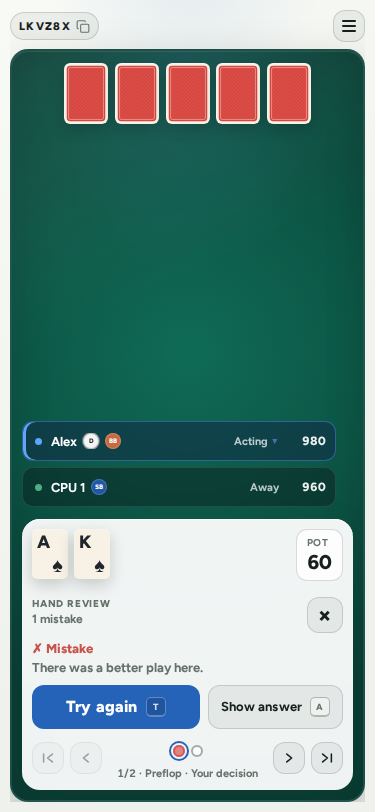 LKVZ8X
Alex D BB Acting ▼ 980
CPU 1 SB Away 960
A♠ K♠
POT
60
HAND REVIEW
1 mistake
✗ Mistake
There was a better play here.
Try again T
Show answer A
1/2 · Preflop · Your decision